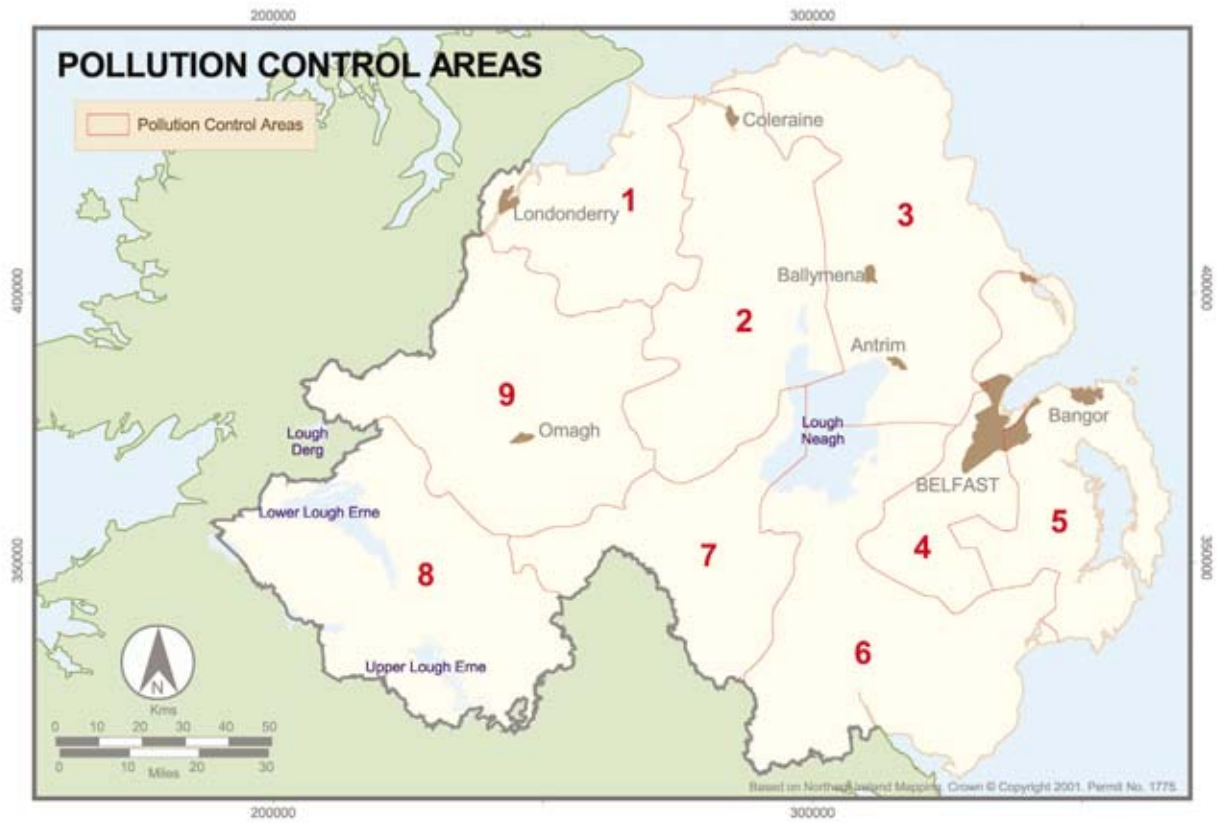 200000
300000
POLLUTION CONTROL AREAS
Pollution Control Areas
Coleraine
1
Londonderry
3
400000
400000
Ballymena
2
Antrim
9
Bangor
Omagh
Lough
Neagh
Lough
Derg
BELFAST
Lower Lough Erne
5
350000
350000
4
7
8
6
Upper Lough Erne
N
Kms
0 10 20 30 40 50
0 10 20 30
Miles
Based on Northern Ireland Mapping. Crown © Copyright 2001. Permit No. 1775.
200000
300000